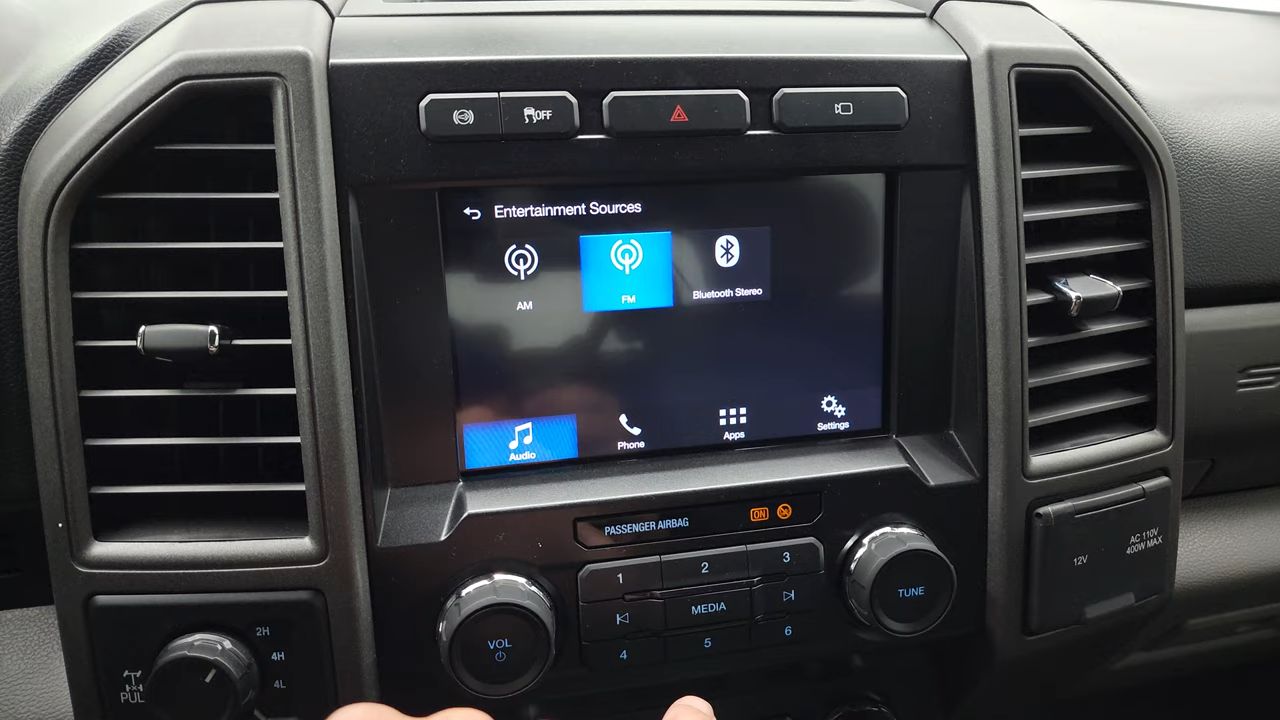 OFF
Entertainment Sources
AM
FM
Bluetooth Stereo
Audio
Phone
Apps
Settings
PASSENGER AIRBAG
ON
1
2
3
MEDIA
4
5
6
VOL
TUNE
12V
AC 110V
400W MAX
2H
4H
4L
PUL